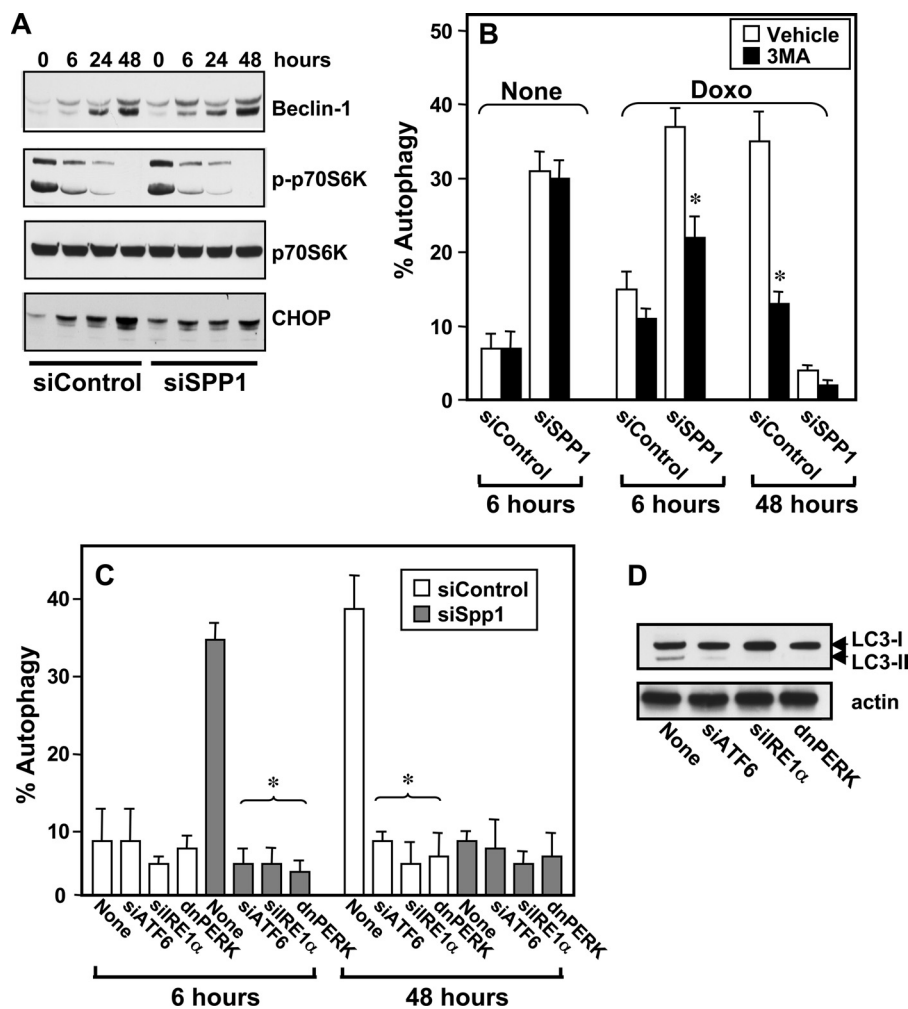 A
0 6 24 48 0 6 24 48 hours
Beclin-1
p-p70S6K
p70S6K
CHOP
siControl siSPP1
B
Vehicle
3MA
None Doxo
% Autophagy
50
40
30
20
10
0
*
*
siControl siSPP1 siControl siSPP1 siControl siSPP1
6 hours 6 hours 48 hours
C
siControl
siSpp1
% Autophagy
40
30
20
10
0
*
*
None siATF6 siIRE1α dnPERK None siATF6 siIRE1α dnPERK None siATF6 siIRE1α dnPERK None siATF6 siIRE1α dnPERK
6 hours 48 hours
D
LC3-I
LC3-II
actin
None siATF6 siIRE1α dnPERK